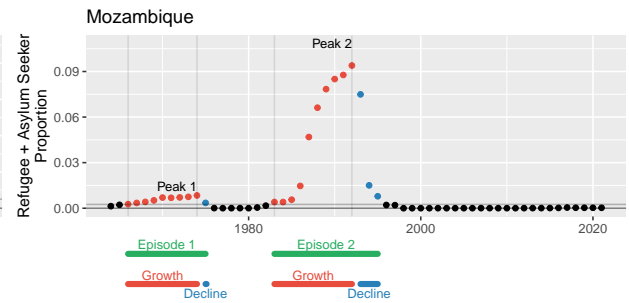 Mozambique
Refugee + Asylum Seeker
Proportion
0.09
0.06
0.03
0.00
Peak 2
Peak 1
1980
2000
2020
Episode 1
Episode 2
Growth
Growth
Decline
Decline